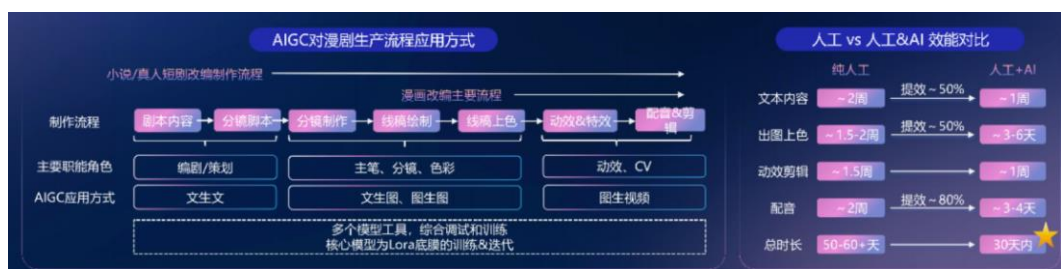 AIGC对漫剧生产流程应用方式
小说/真人短剧改编制作流程
漫画改编主要流程
制作流程
剧本内容
分镜脚本
分镜制作
线稿绘制
线稿上色
动效&特效
配音&剪
辑
主要职能角色
编剧/策划
主笔、分镜、色彩
动效、CV
AIGC应用方式
文生文
文生图、图生图
图生视频
多个模型工具，综合调试和训练
核心模型为Lora底膜的训练&迭代
人工 vs 人工&AI 效能对比
纯人工
人工+AI
文本内容
~2周
提效~50%
~1周
出图上色
~1.5-2周
提效~50%
~3-6天
动效剪辑
~1.5周
~1周
配音
~2周
提效~80%
~3-4天
总时长
50-60+天
30天内